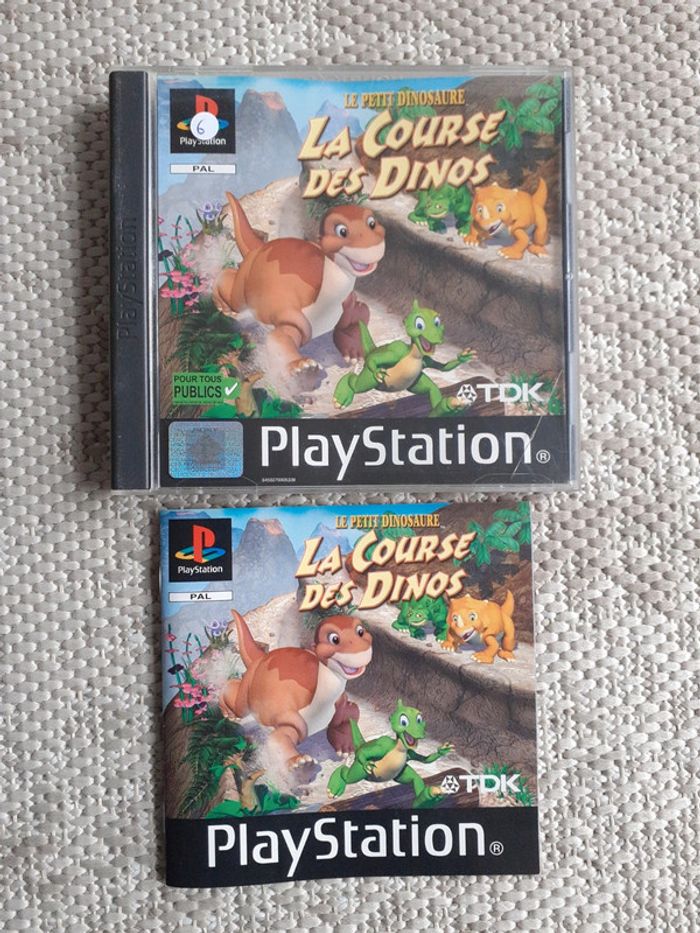 6
PlayStation
PAL
LE PETIT DINOSAURE
LA COURSE
DES DINOS
PlayStation
POUR TOUS
PUBLICS
TDK
PlayStation®
PlayStation
PAL
LE PETIT DINOSAURE
LA COURSE
DES DINOS
TDK
PlayStation®